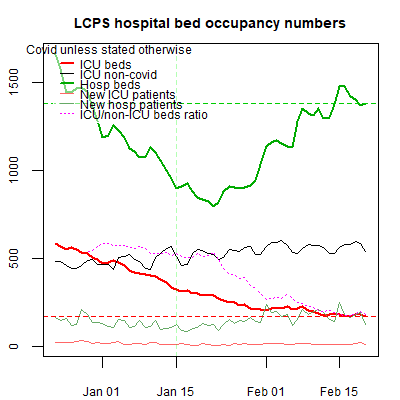 LCPS hospital bed occupancy numbers
Covid unless stated otherwise
ICU beds
ICU non-covid
Hosp beds
New ICU patients
New hosp patients
ICU/non-ICU beds ratio
1500
1000
500
0
Jan 01 Jan 15 Feb 01 Feb 15